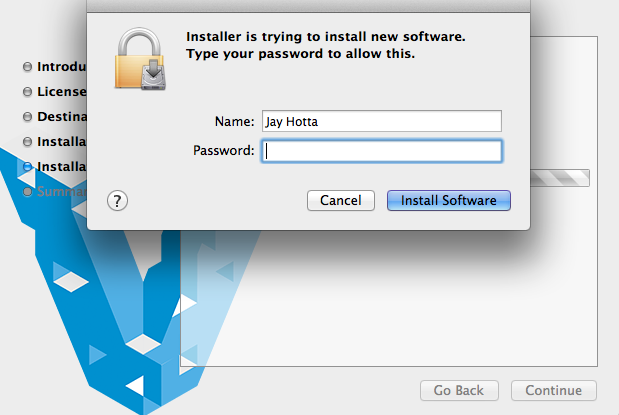 Installer is trying to install new software.
Type your password to allow this.
Name: Jay Hotta
Password:
? Cancel Install Software
Introdu
License
Destina
Installa
Installa
Summa
Go Back Continue